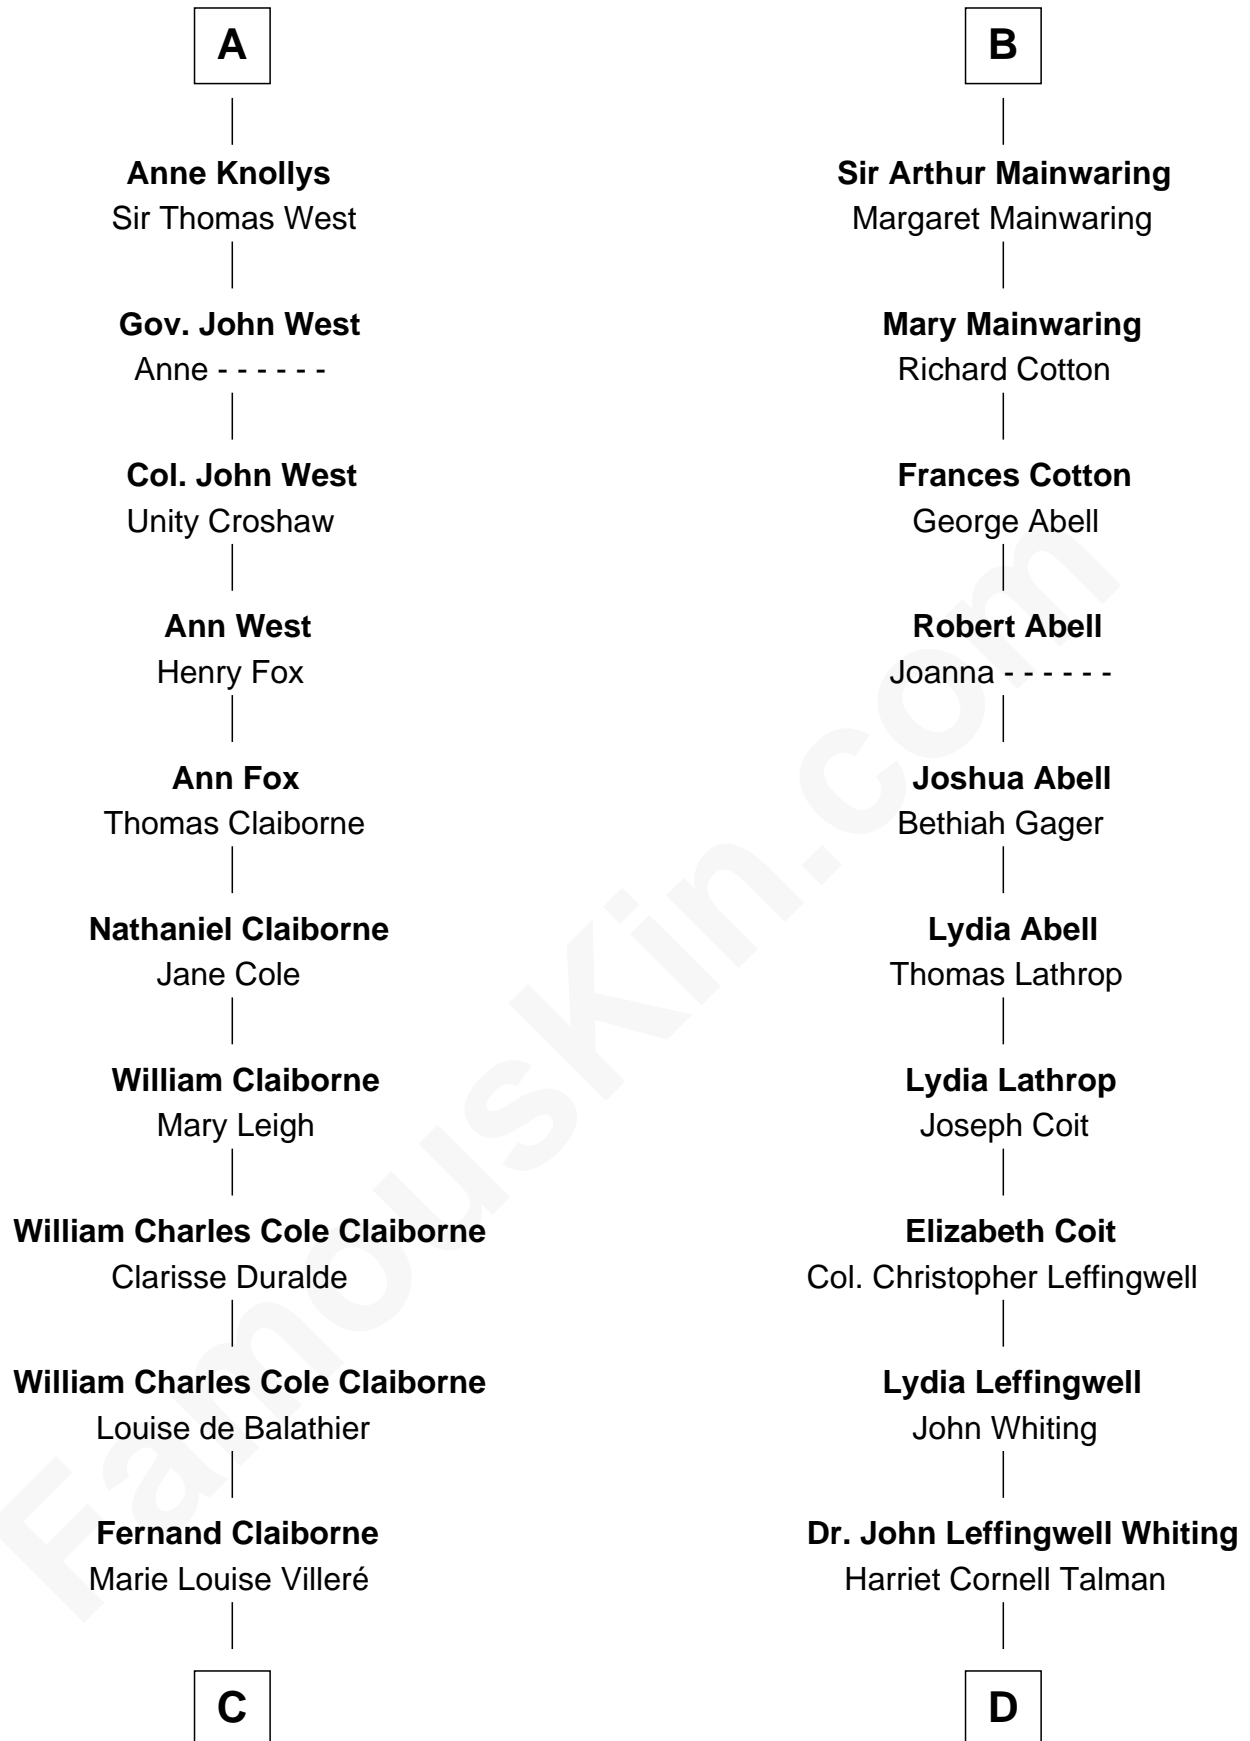 A
Anne Knollys
Sir Thomas West
Gov. John West
Anne - - - - - -
Col. John West
Unity Croshaw
Ann West
Henry Fox
Ann Fox
Thomas Claiborne
Nathaniel Claiborne
Jane Cole
William Claiborne
Mary Leigh
William Charles Cole Claiborne
Clarisse Duralde
William Charles Cole Claiborne
Louise de Balathier
Fernand Claiborne
Marie Louise Villeré
C
B
Sir Arthur Mainwaring
Margaret Mainwaring
Mary Mainwaring
Richard Cotton
Frances Cotton
George Abell
Robert Abell
Joanna - - - - - -
Joshua Abell
Bethiah Gager
Lydia Abell
Thomas Lathrop
Lydia Lathrop
Joseph Coit
Elizabeth Coit
Col. Christopher Leffingwell
Lydia Leffingwell
John Whiting
Dr. John Leffingwell Whiting
Harriet Cornell Talman
D
FamousKin.com